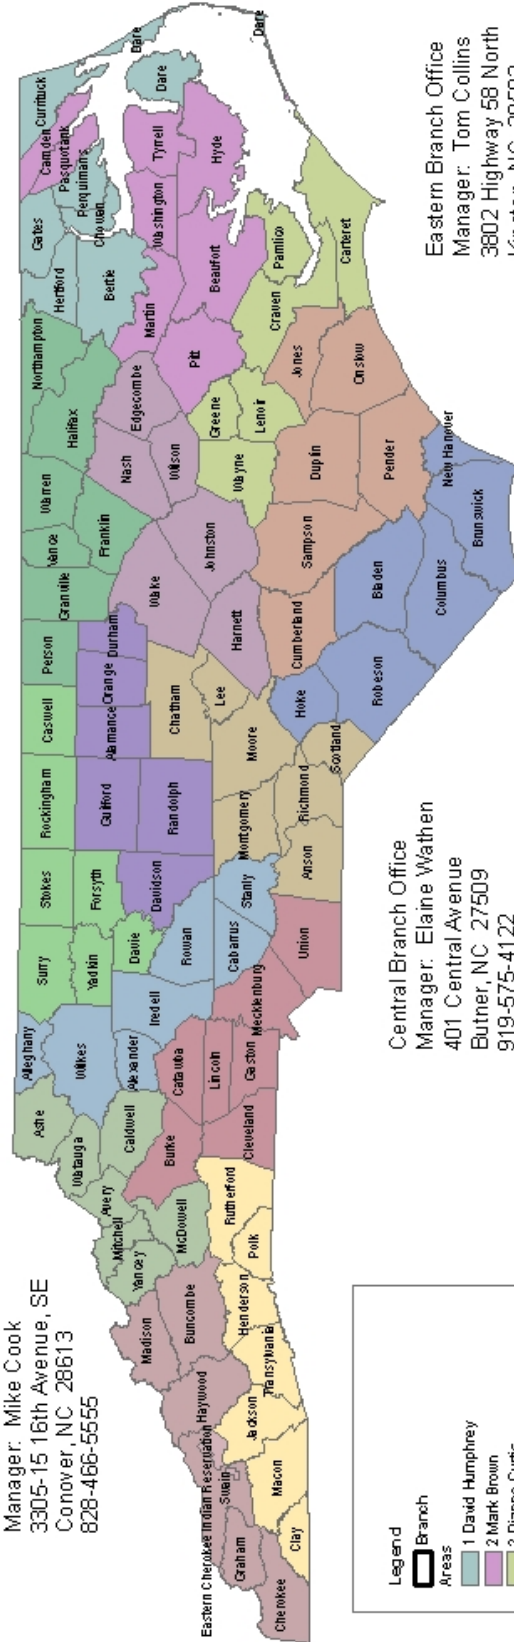 Manager: Mike Cook
3305-15 16th Avenue, SE
Conover, NC 28613
828-466-5555
Cherokee
Graham
Swain
Eastern Cherokee Indian Reservation
Clay
Macon
Jackson
Haywood
Transylvania
Madison
Buncombe
Henderson
Polk
Rutherford
Yancey
Mitchell
Avery
McDowell
Watauga
Ashe
Caldwell
Burke
Cleveland
Alleghany
Wilkes
Alexander
Catawba
Lincoln
Gaston
Iredell
Mecklenburg
Surry
Yadkin
Davie
Rowan
Cabarrus
Union
Stokes
Forsyth
Davidson
Stanly
Anson
Rockingham
Guilford
Randolph
Montgomery
Richmond
Scotland
Caswell
Alamance
Orange
Chatham
Lee
Moore
Hoke
Robeson
Person
Durham
Granville
Vance
Warren
Franklin
Wake
Harnett
Johnston
Cumberland
Sampson
Bladen
Columbus
Brunswick
New Hanover
Halifax
Northampton
Nash
Wilson
Edgecombe
Wayne
Greene
Lenoir
Duplin
Pender
Onslow
Jones
Hertford
Gates
Bertie
Martin
Pitt
Beaufort
Craven
Pamlico
Carteret
Chowan
Perquimans
Pasquotank
Camden
Currituck
Washington
Tyrrell
Hyde
Dare
Dare
Dare
Central Branch Office
Manager: Elaine Wathen
401 Central Avenue
Butner, NC 27509
919-575-4122
Eastern Branch Office
Manager: Tom Collins
3802 Highway 58 North
Legend
Branch
Areas
1 David Humphrey
2 Mark Brown